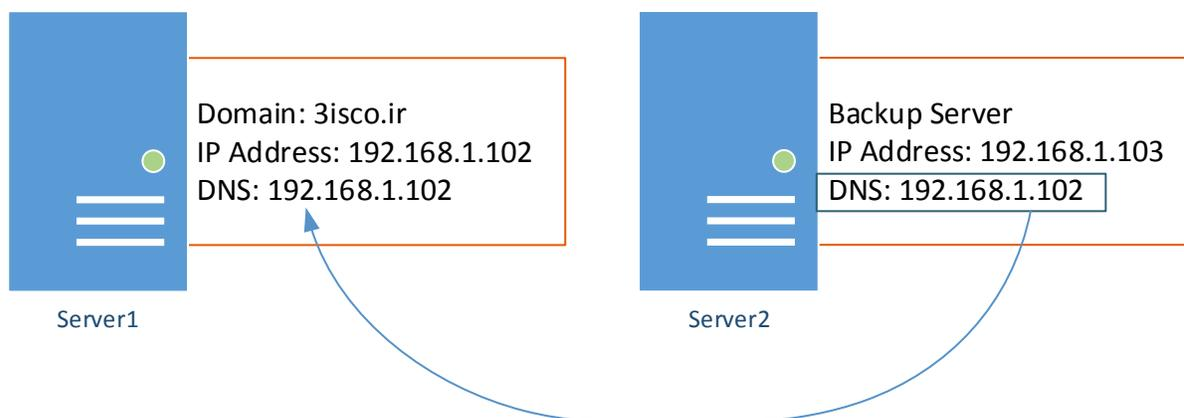 Domain: 3isco.ir
IP Address: 192.168.1.102
DNS: 192.168.1.102
Server1
Backup Server
IP Address: 192.168.1.103
DNS: 192.168.1.102
Server2